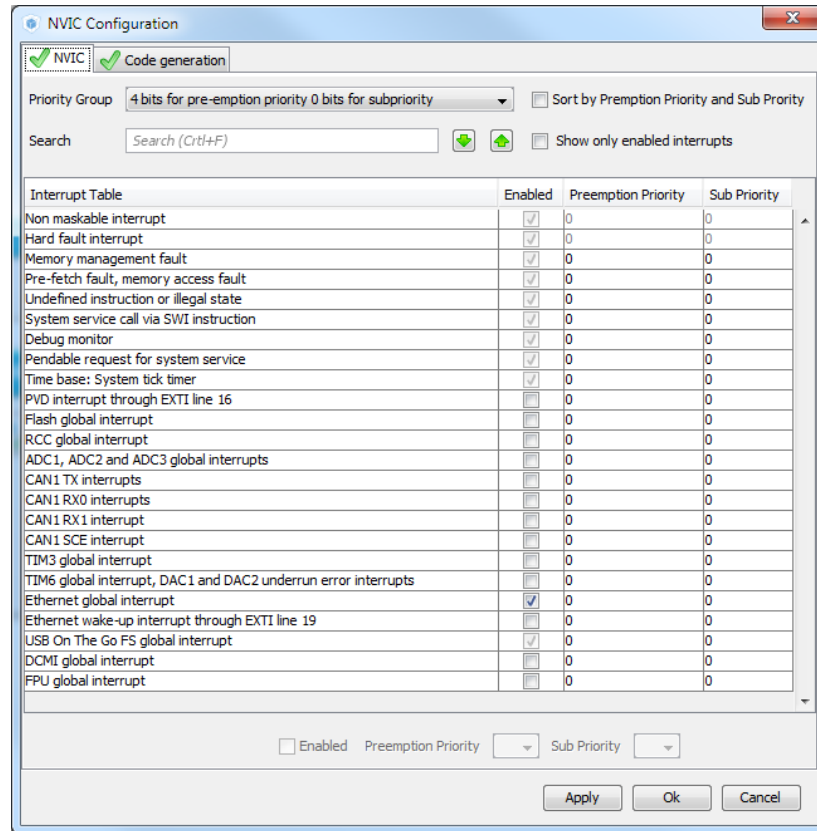 NVIC Configuration
NVIC Code generation
Priority Group 4 bits for pre-emption priority 0 bits for subpriority Sort by Premption Priority and Sub Prority
Search Search (Crtl+F) Show only enabled interrupts
Interrupt Table Enabled Preemption Priority Sub Priority
Non maskable interrupt 0 0
Hard fault interrupt 0 0
Memory management fault 0 0
Pre-fetch fault, memory access fault 0 0
Undefined instruction or illegal state 0 0
System service call via SWI instruction 0 0
Debug monitor 0 0
Pendable request for system service 0 0
Time base: System tick timer 0 0
PVD interrupt through EXTI line 16 0 0
Flash global interrupt 0 0
RCC global interrupt 0 0
ADC1, ADC2 and ADC3 global interrupts 0 0
CAN1 TX interrupts 0 0
CAN1 RX0 interrupts 0 0
CAN1 RX1 interrupt 0 0
CAN1 SCE interrupt 0 0
TIM3 global interrupt 0 0
TIM6 global interrupt, DAC1 and DAC2 underrun error interrupts 0 0
Ethernet global interrupt 0 0
Ethernet wake-up interrupt through EXTI line 19 0 0
USB On The Go FS global interrupt 0 0
DCMI global interrupt 0 0
FPU global interrupt 0 0
Enabled Preemption Priority Sub Priority
Apply Ok Cancel